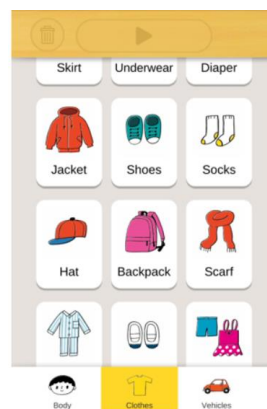 Skirt Underwear Diaper
Jacket Shoes Socks
Hat Backpack Scarf
Body Clothes Vehicles